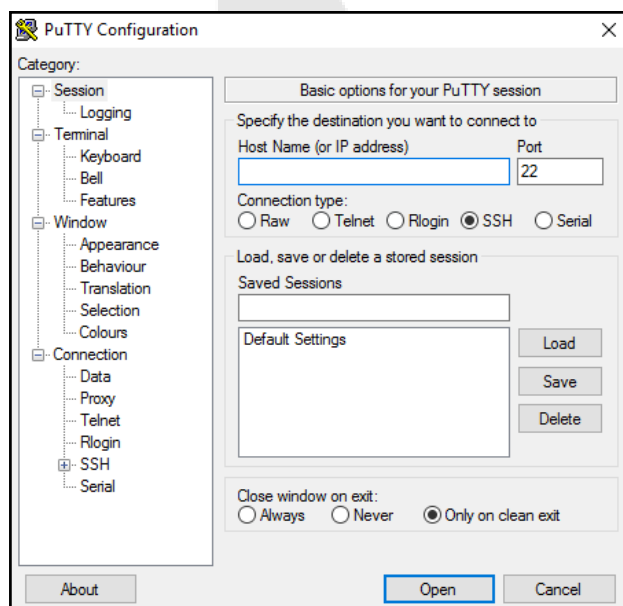 PuTTY Configuration
Category:
Session
Logging
Terminal
Keyboard
Bell
Features
Window
Appearance
Behaviour
Translation
Selection
Colours
Connection
Data
Proxy
Telnet
Rlogin
SSH
Serial
Basic options for your PuTTY session
Specify the destination you want to connect to
Host Name (or IP address) Port
22
Connection type:
Raw Telnet Rlogin SSH Serial
Load, save or delete a stored session
Saved Sessions
Default Settings
Load
Save
Delete
Close window on exit:
Always Never Only on clean exit
About Open Cancel